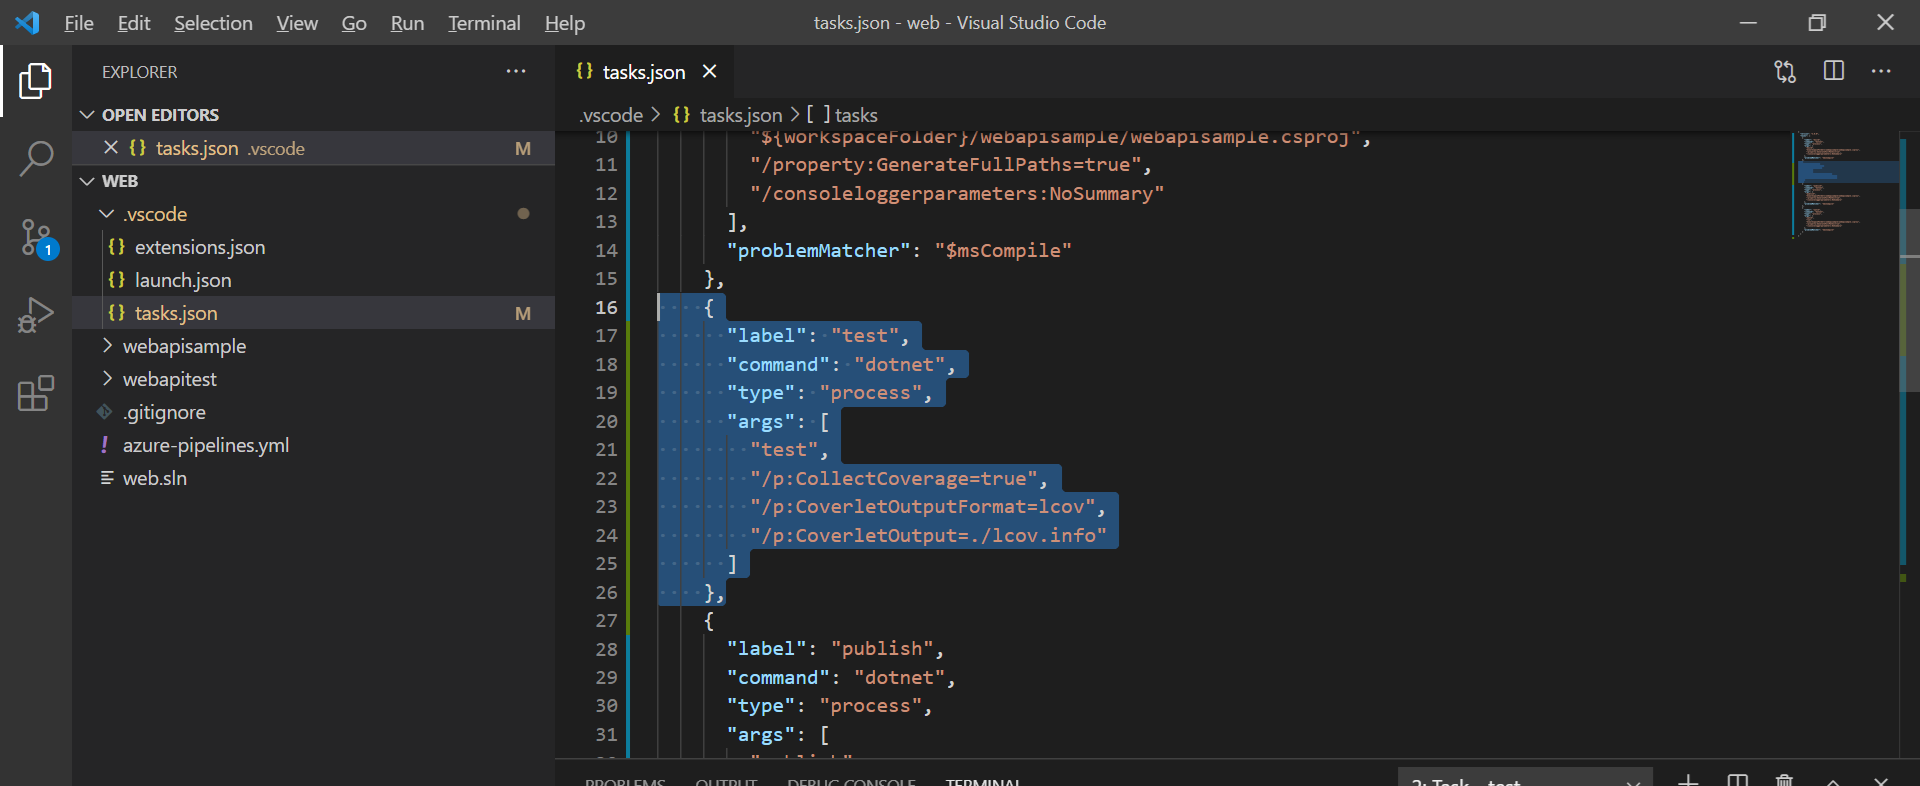 File Edit Selection View Go Run Terminal Help
tasks.json - web - Visual Studio Code
EXPLORER
OPEN EDITORS
tasks.json .vscode M
WEB
.vscode
extensions.json
launch.json
tasks.json M
webapisample
webapitest
.gitignore
azure-pipelines.yml
web.sln
1
tasks.json
.vscode > {} tasks.json > [ ] tasks
10 "${workspaceFolder}/webapisample/webapisample.csproj",
11 "/property:GenerateFullPaths=true",
12 "/consoleloggerparameters:NoSummary"
13 ],
14 "problemMatcher": "$msCompile"
15 },
16 {
17 "label": "test",
18 "command": "dotnet",
19 "type": "process",
20 "args": [
21 "test",
22 "/p:CollectCoverage=true",
23 "/p:CoverletOutputFormat=lcov",
24 "/p:CoverletOutput=./lcov.info"
25 ]
26 },
27 {
28 "label": "publish",
29 "command": "dotnet",
30 "type": "process",
31 "args": [
PROBLEMS OUTPUT DEBUG CONSOLE TERMINAL
2: Task - test